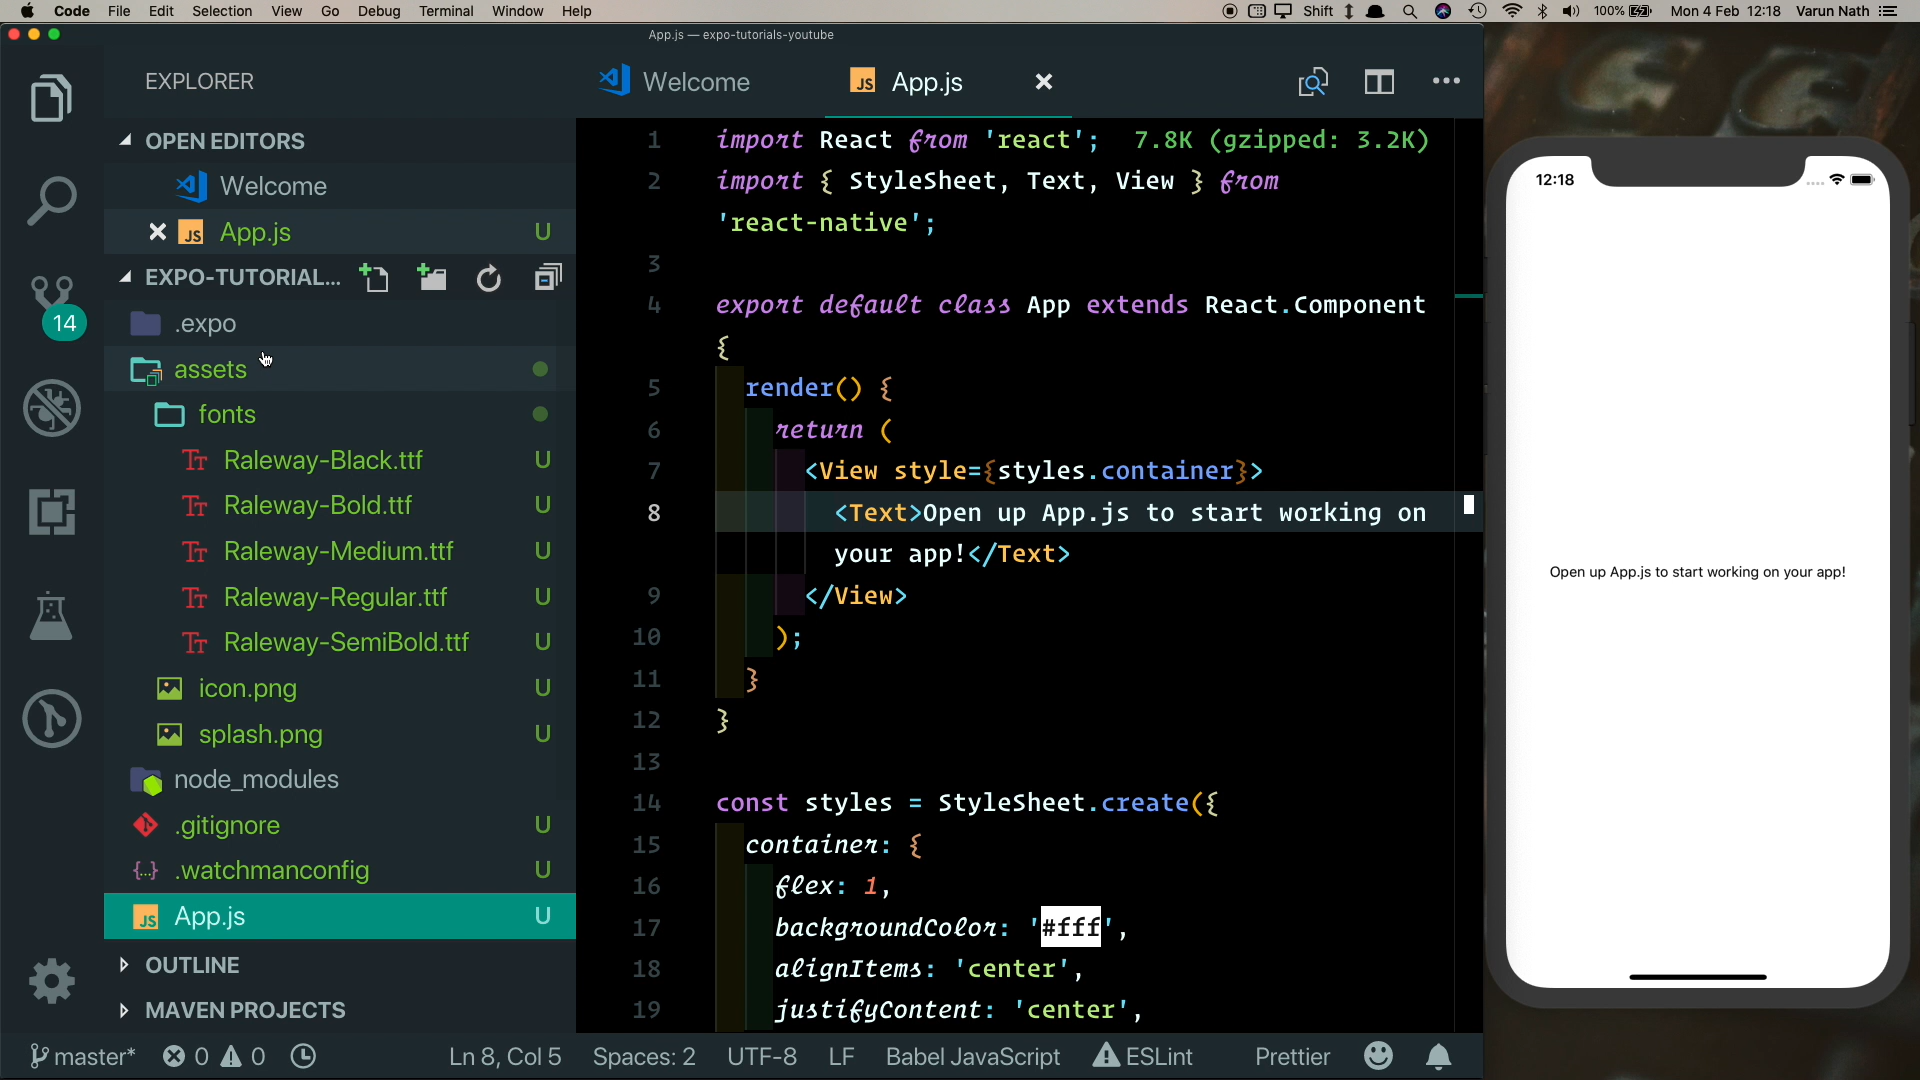 Code File Edit Selection View Go Debug Terminal Window Help Shift 100% Mon 4 Feb 12:18 Varun Nath
App.js — expo-tutorials-youtube
EXPLORER
OPEN EDITORS
Welcome
App.js U
EXPO-TUTORIAL...
14
.expo
assets
fonts
Raleway-Black.ttf U
Raleway-Bold.ttf U
Raleway-Medium.ttf U
Raleway-Regular.ttf U
Raleway-SemiBold.ttf U
icon.png U
splash.png U
node_modules
.gitignore U
.watchmanconfig U
App.js U
OUTLINE
MAVEN PROJECTS
Welcome App.js
1 import React from 'react'; 7.8K (gzipped: 3.2K)
2 import { StyleSheet, Text, View } from
'react-native';
3
4 export default class App extends React.Component
{
5 render() {
6 return (
7 <View style={styles.container}>
8 <Text>Open up App.js to start working on
your app!</Text>
9 </View>
10 );
11 }
12 }
13
14 const styles = StyleSheet.create({
15 container: {
16 flex: 1,
17 backgroundColor: '#fff',
18 alignItems: 'center',
19 justifyContent: 'center',
master* 0 0 Ln 8, Col 5 Spaces: 2 UTF-8 LF Babel JavaScript ESLint Prettier
12:18
Open up App.js to start working on your app!